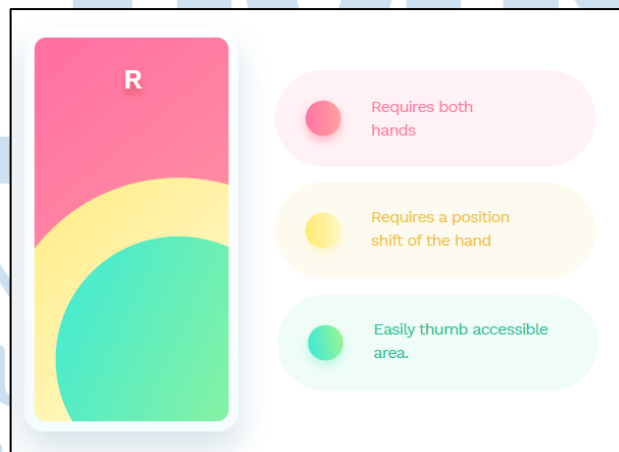 R
Requires both
hands
Requires a position
shift of the hand
Easily thumb accessible
area.